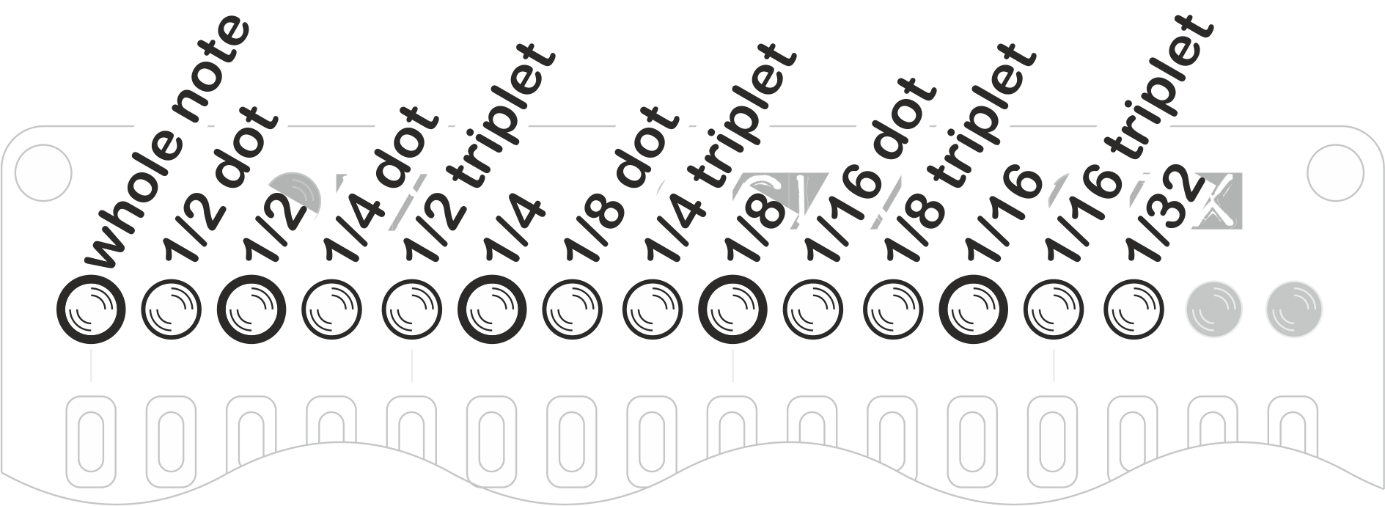 whole note
1/2 dot
1/2
1/4 dot
1/2 triplet
1/4
1/8 dot
1/4 triplet
1/8
1/16 dot
1/8 triplet
1/16
1/16 triplet
1/32